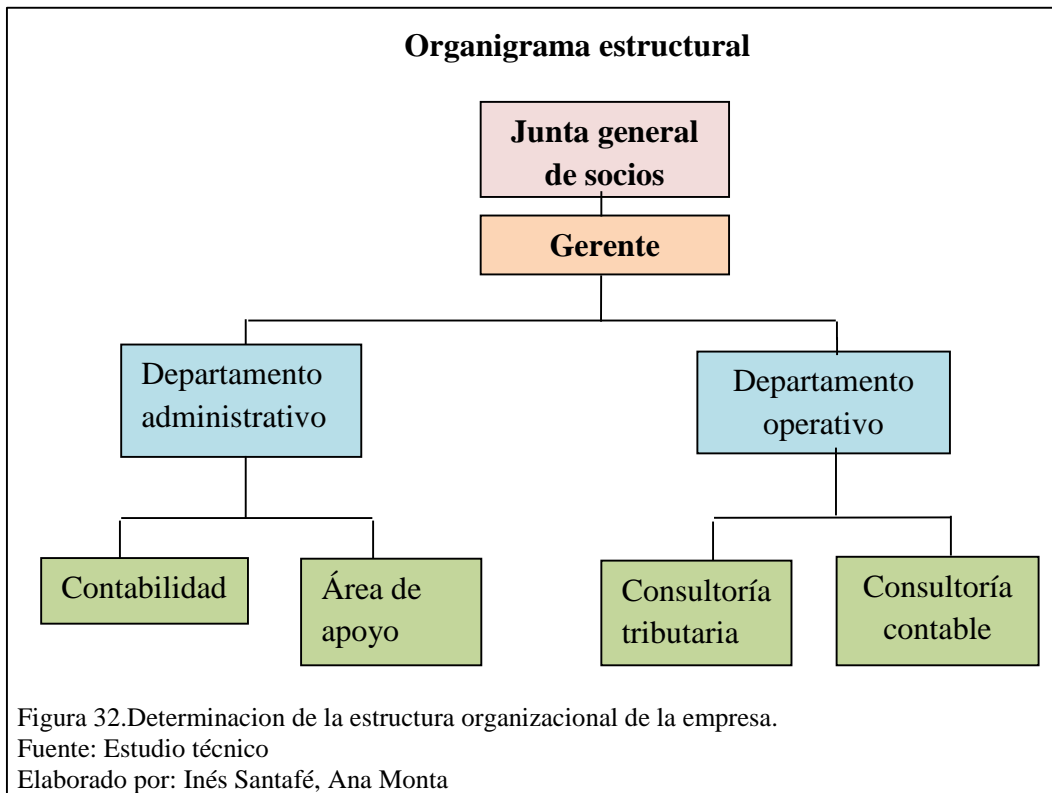 Organigrama estructural
Junta general
de socios
Gerente
Departamento
administrativo
Departamento
operativo
Contabilidad
Área de
apoyo
Consultoría
tributaria
Consultoría
contable
Figura 32.Determinacion de la estructura organizacional de la empresa.
Fuente: Estudio técnico
Elaborado por: Inés Santafé, Ana Monta